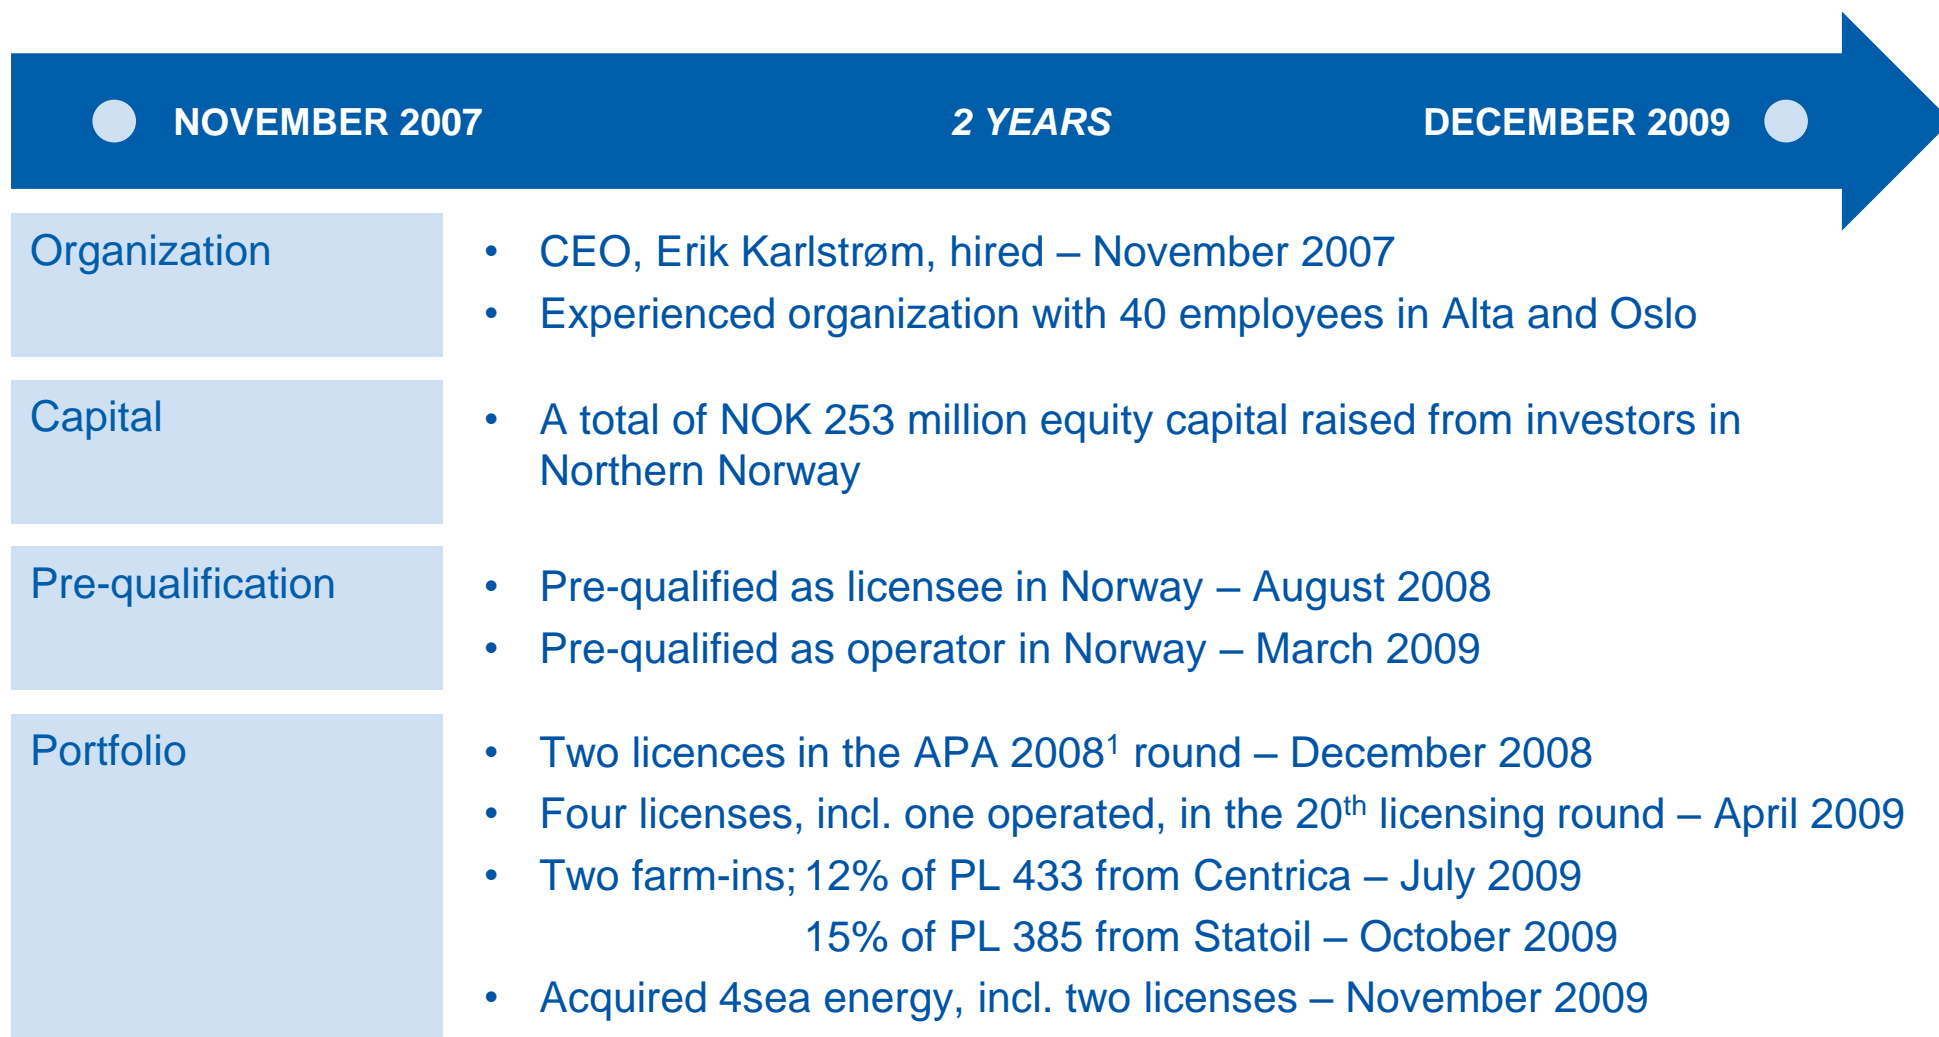 NOVEMBER 2007 2 YEARS DECEMBER 2009
Organization
• CEO, Erik Karlstrøm, hired – November 2007
• Experienced organization with 40 employees in Alta and Oslo
Capital
• A total of NOK 253 million equity capital raised from investors in
Northern Norway
Pre-qualification
• Pre-qualified as licensee in Norway – August 2008
• Pre-qualified as operator in Norway – March 2009
Portfolio
• Two licences in the APA 2008¹ round – December 2008
• Four licenses, incl. one operated, in the 20th licensing round – April 2009
• Two farm-ins; 12% of PL 433 from Centrica – July 2009
15% of PL 385 from Statoil – October 2009
• Acquired 4sea energy, incl. two licenses – November 2009